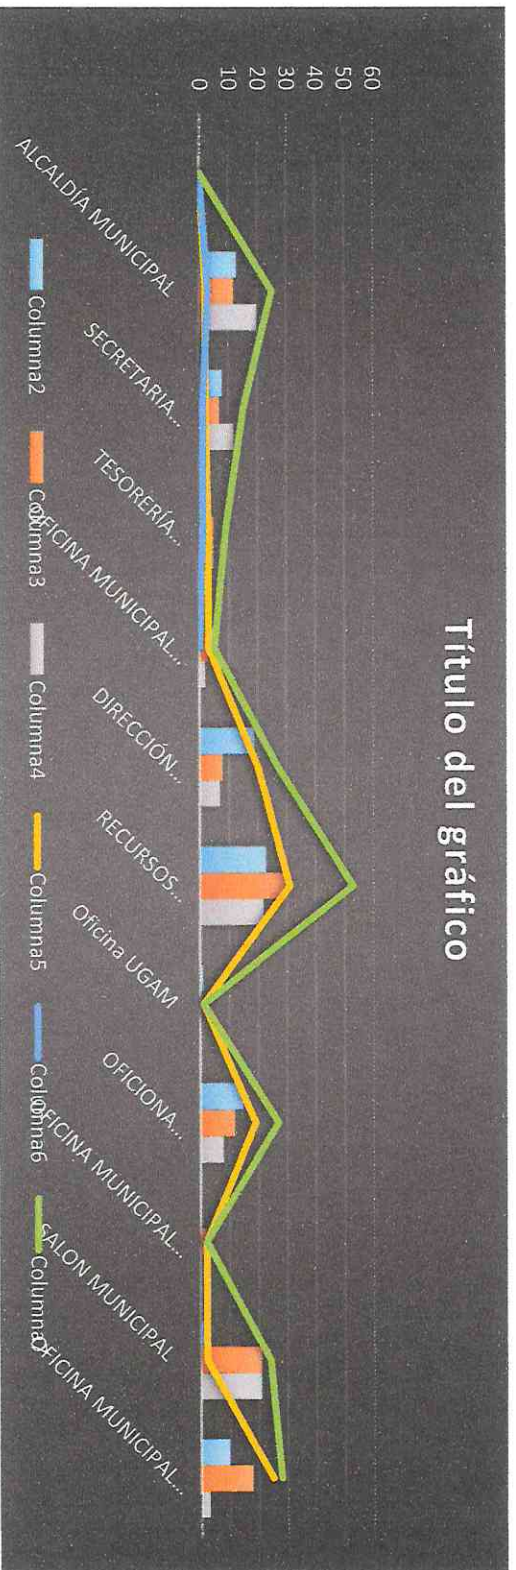 Título del gráfico
60
50
40
30
20
10
0
ALCALDÍA MUNICIPAL
SECRETARIA...
TESORERÍA...
OFICINA MUNICIPAL...
DIRECCIÓN...
RECURSOS...
Oficina UGAM
OFICIONA...
OFICINA MUNICIPAL...
SALON MUNICIPAL
OFICINA MUNICIPAL...
Columna2
Columna3
Columna4
Columna5
Columna6